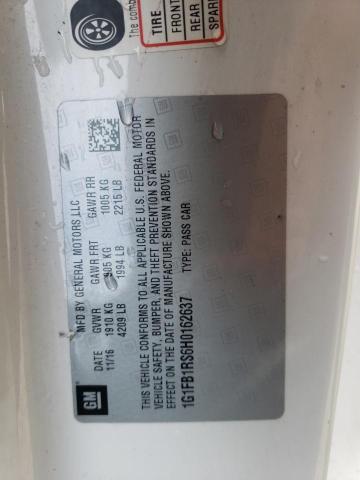 The comb
TIRE
FRONT
REAR
SPARE
MFD BY GENERAL MOTORS LLC
DATE GVWR GAWR FRT GAWR RR
11/16 1910 KG 905 KG 1005 KG
4209 LB 1994 LB 2215 LB
THIS VEHICLE CONFORMS TO ALL APPLICABLE U.S. FEDERAL MOTOR
VEHICLE SAFETY, BUMPER, AND THEFT PREVENTION STANDARDS IN
EFFECT ON THE DATE OF MANUFACTURE SHOWN ABOVE.
1G1FB1RS6H0162637 TYPE: PASS CAR
GM